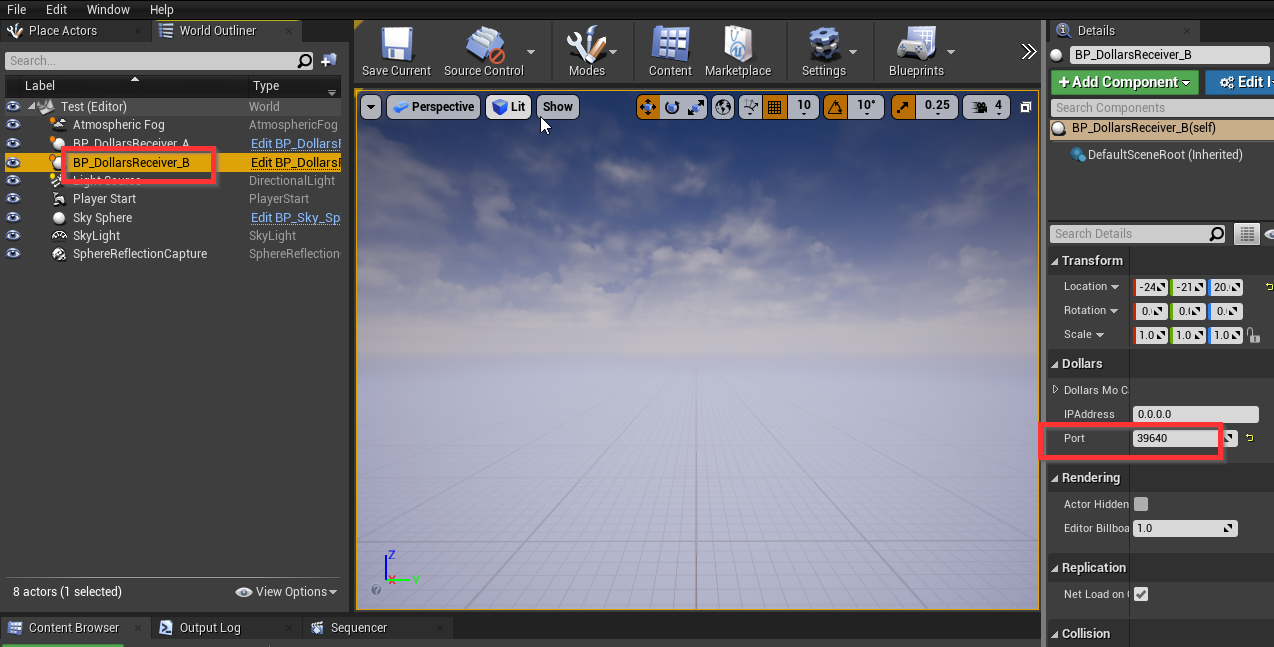 File Edit Window Help
Place Actors
World Outliner
Search...
Label Type
Test (Editor) World
Atmospheric Fog AtmosphericFog
BP_DollarsReceiver_A Edit BP_Dollars
BP_DollarsReceiver_B Edit BP_Dollars
Light Source DirectionalLight
Player Start PlayerStart
Sky Sphere Edit BP_Sky_Sp
SkyLight SkyLight
SphereReflectionCapture SphereReflection
8 actors (1 selected) View Options
Save Current Source Control Modes Content Marketplace Settings Blueprints
Perspective Lit Show 10 10° 0.25 4
X Y Z
Details
BP_DollarsReceiver_B
+Add Component Edit
Search Components
BP_DollarsReceiver_B(self)
DefaultSceneRoot (Inherited)
Search Details
Transform
Location -24 -21 20.
Rotation 0. 0. 0.
Scale 1.0 1.0 1.0
Dollars
Dollars Mo C
IPAddress 0.0.0.0
Port 39640
Rendering
Actor Hidden
Editor Billboa 1.0
Replication
Net Load on
Collision
Content Browser Output Log Sequencer